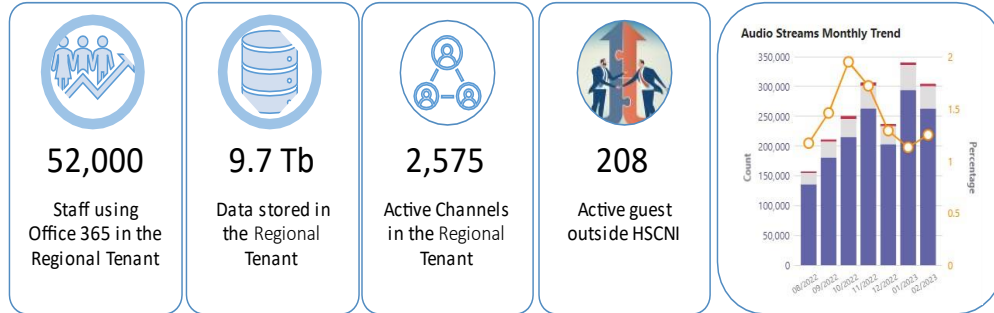 52,000
Staff using
Office 365 in the
Regional Tenant
9.7 Tb
Data stored in
the Regional
Tenant
2,575
Active Channels
in the Regional
Tenant
208
Active guest
outside HSCNI
Audio Streams Monthly Trend
350,000
300,000
250,000
200,000
150,000
100,000
50,000
0
Count
2
1.5
1
0.5
0
Percentage
08/2022
09/2022
10/2022
11/2022
12/2022
01/2023
02/2023